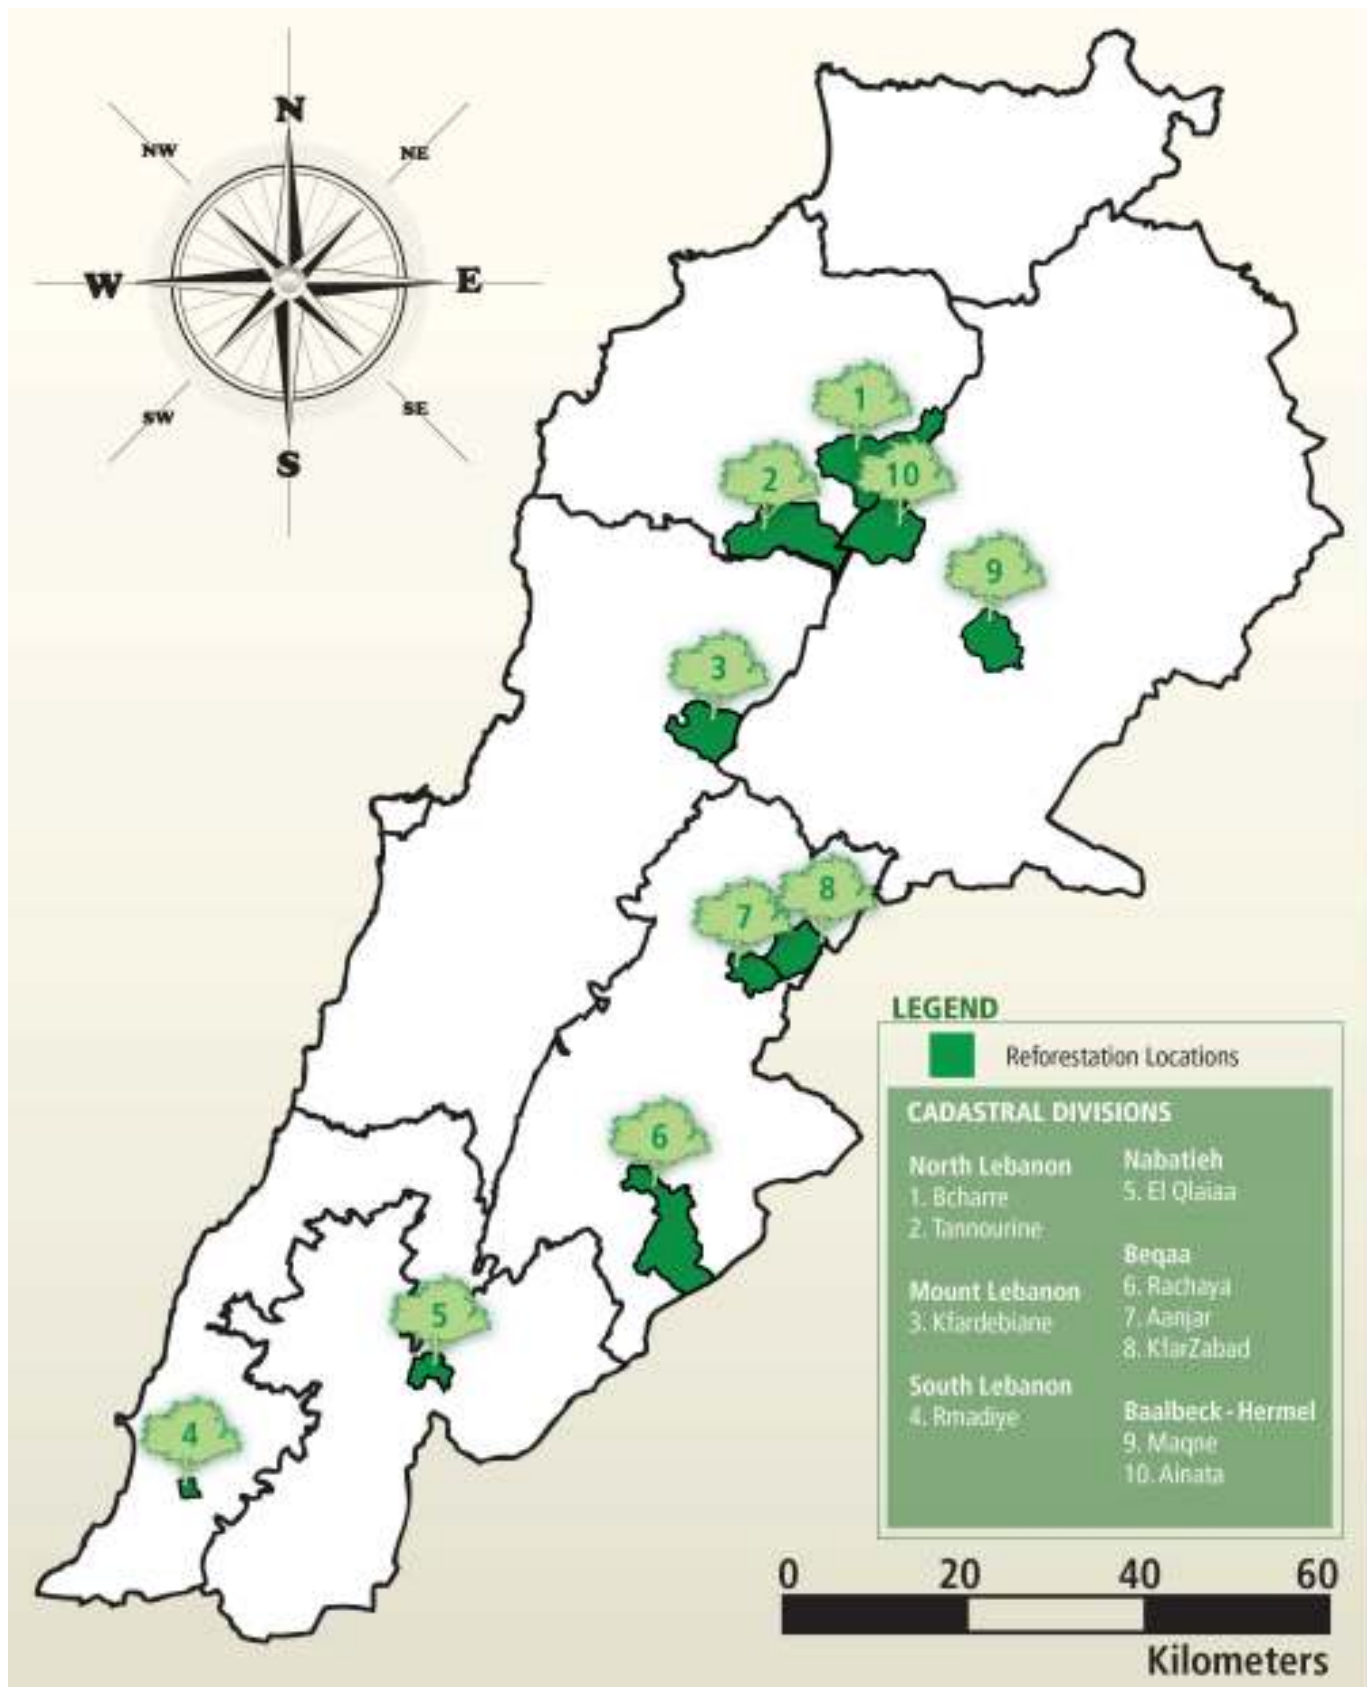 N
NW
NE
W
E
SW
SE
S
1
10
2
9
3
8
7
6
5
4
LEGEND
Reforestation Locations
CADASTRAL DIVISIONS
North Lebanon
1. Bcharre
2. Tannourine
Mount Lebanon
3. Kfardebiane
South Lebanon
4. Rmadiye
Nabatieh
5. El Qlaiaa
Beqaa
6. Rachaya
7. Aanjar
8. KfarZabad
Baalbeck - Hermel
9. Maqne
10. Ainata
0 20 40 60
Kilometers